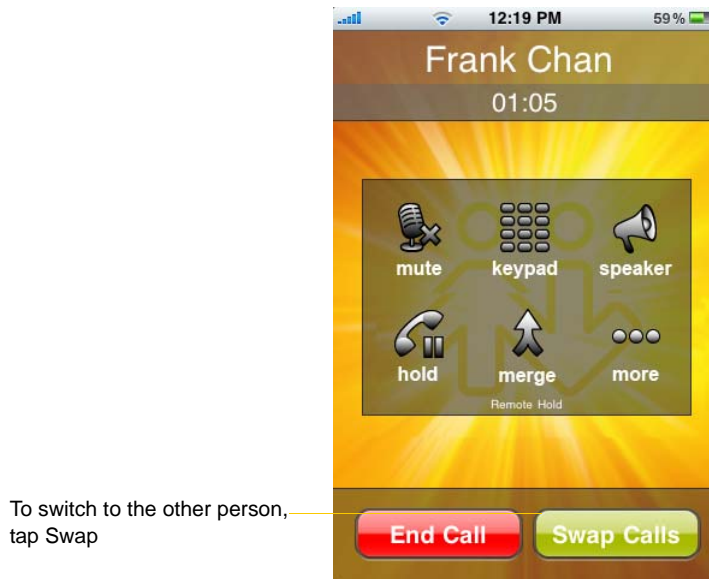 12:19 PM 59%
Frank Chan
01:05
mute keypad speaker
hold merge more
Remote Hold
To switch to the other person,
tap Swap
End Call Swap Calls